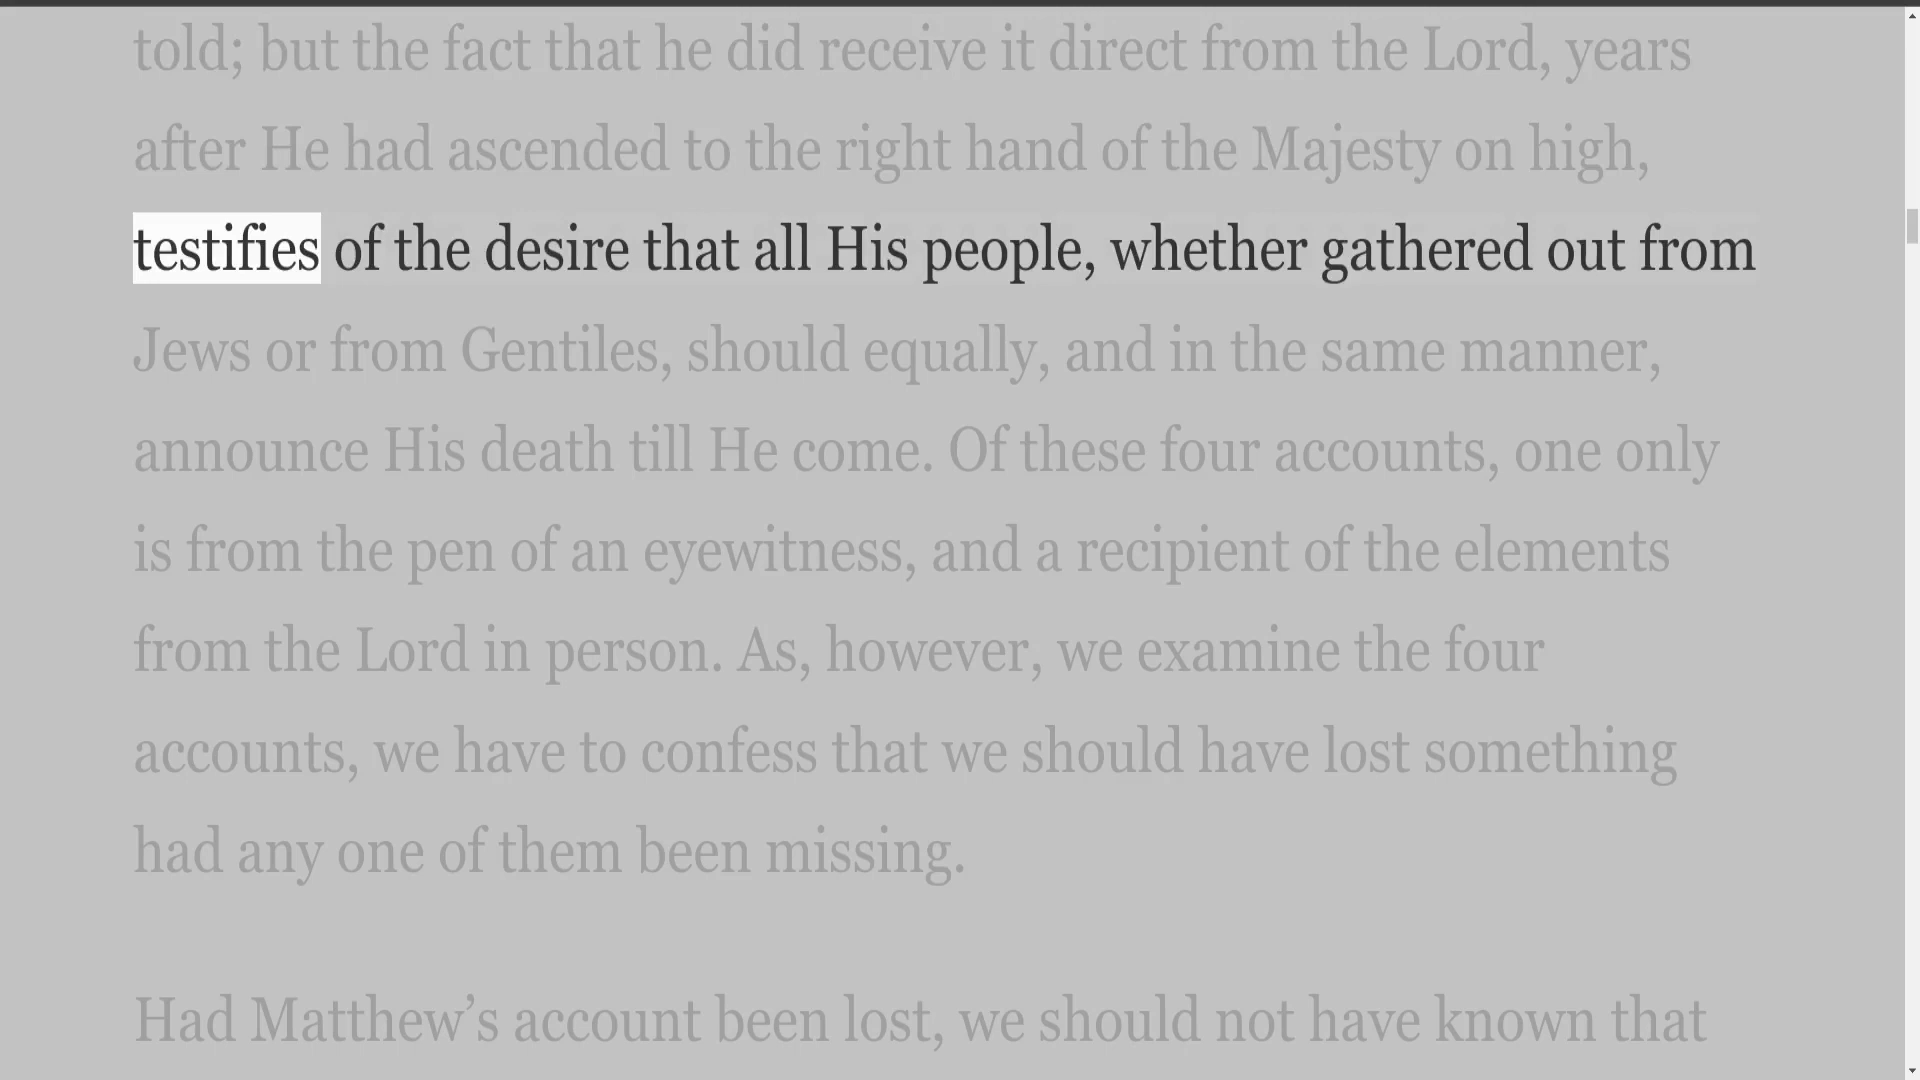 told; but the fact that he did receive it direct from the Lord, years
after He had ascended to the right hand of the Majesty on high,
testifies of the desire that all His people, whether gathered out from
Jews or from Gentiles, should equally, and in the same manner,
announce His death till He come. Of these four accounts, one only
is from the pen of an eyewitness, and a recipient of the elements
from the Lord in person. As, however, we examine the four
accounts, we have to confess that we should have lost something
had any one of them been missing.
Had Matthew’s account been lost, we should not have known that